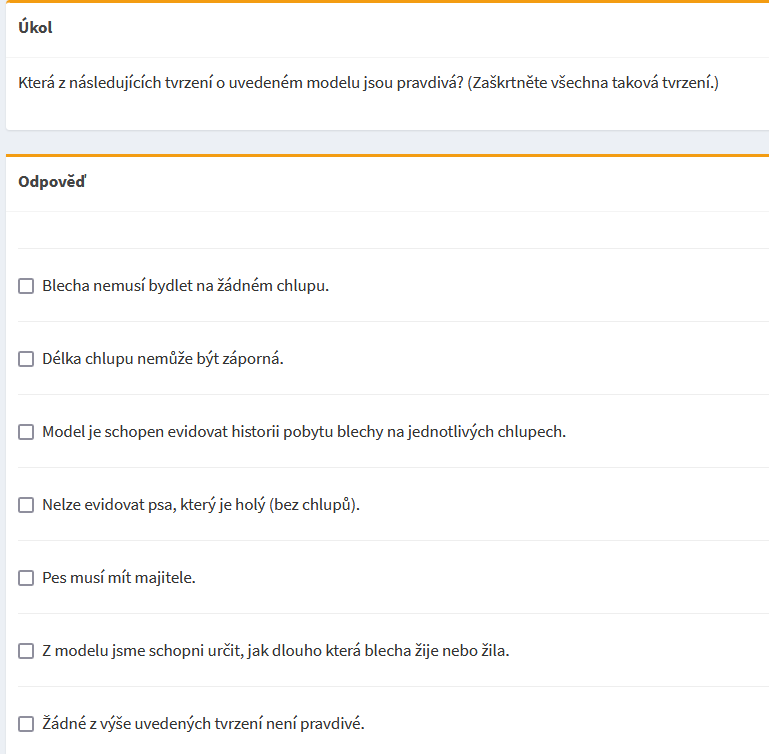 Úkol
Která z následujících tvrzení o uvedeném modelu jsou pravdivá? (Zaškrtněte všechna taková tvrzení.)
Odpověď
Blecha nemusí bydlet na žádném chlupu.
Délka chlupu nemůže být záporná.
Model je schopen evidovat historii pobytu blechy na jednotlivých chlupech.
Nelze evidovat psa, který je holý (bez chlupů).
Pes musí mít majitele.
Z modelu jsme schopni určit, jak dlouho která blecha žije nebo žila.
Žádné z výše uvedených tvrzení není pravdivé.